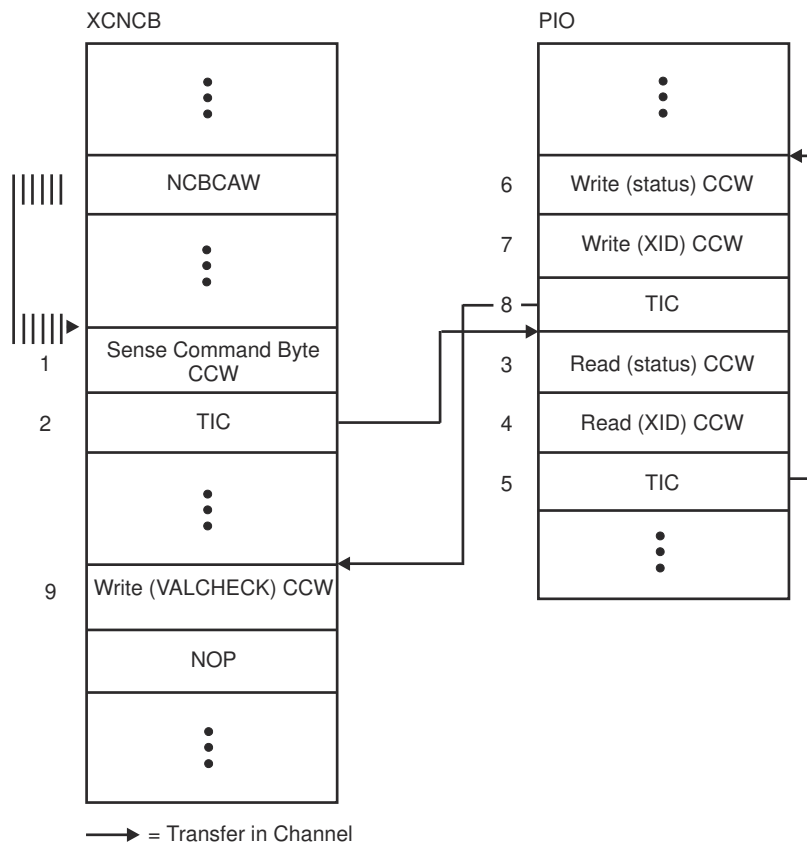 XCNCB
NCBCAW
1
Sense Command Byte
CCW
2
TIC
9
Write (VALCHECK) CCW
NOP
PIO
6
Write (status) CCW
7
Write (XID) CCW
8
TIC
3
Read (status) CCW
4
Read (XID) CCW
5
TIC
= Transfer in Channel